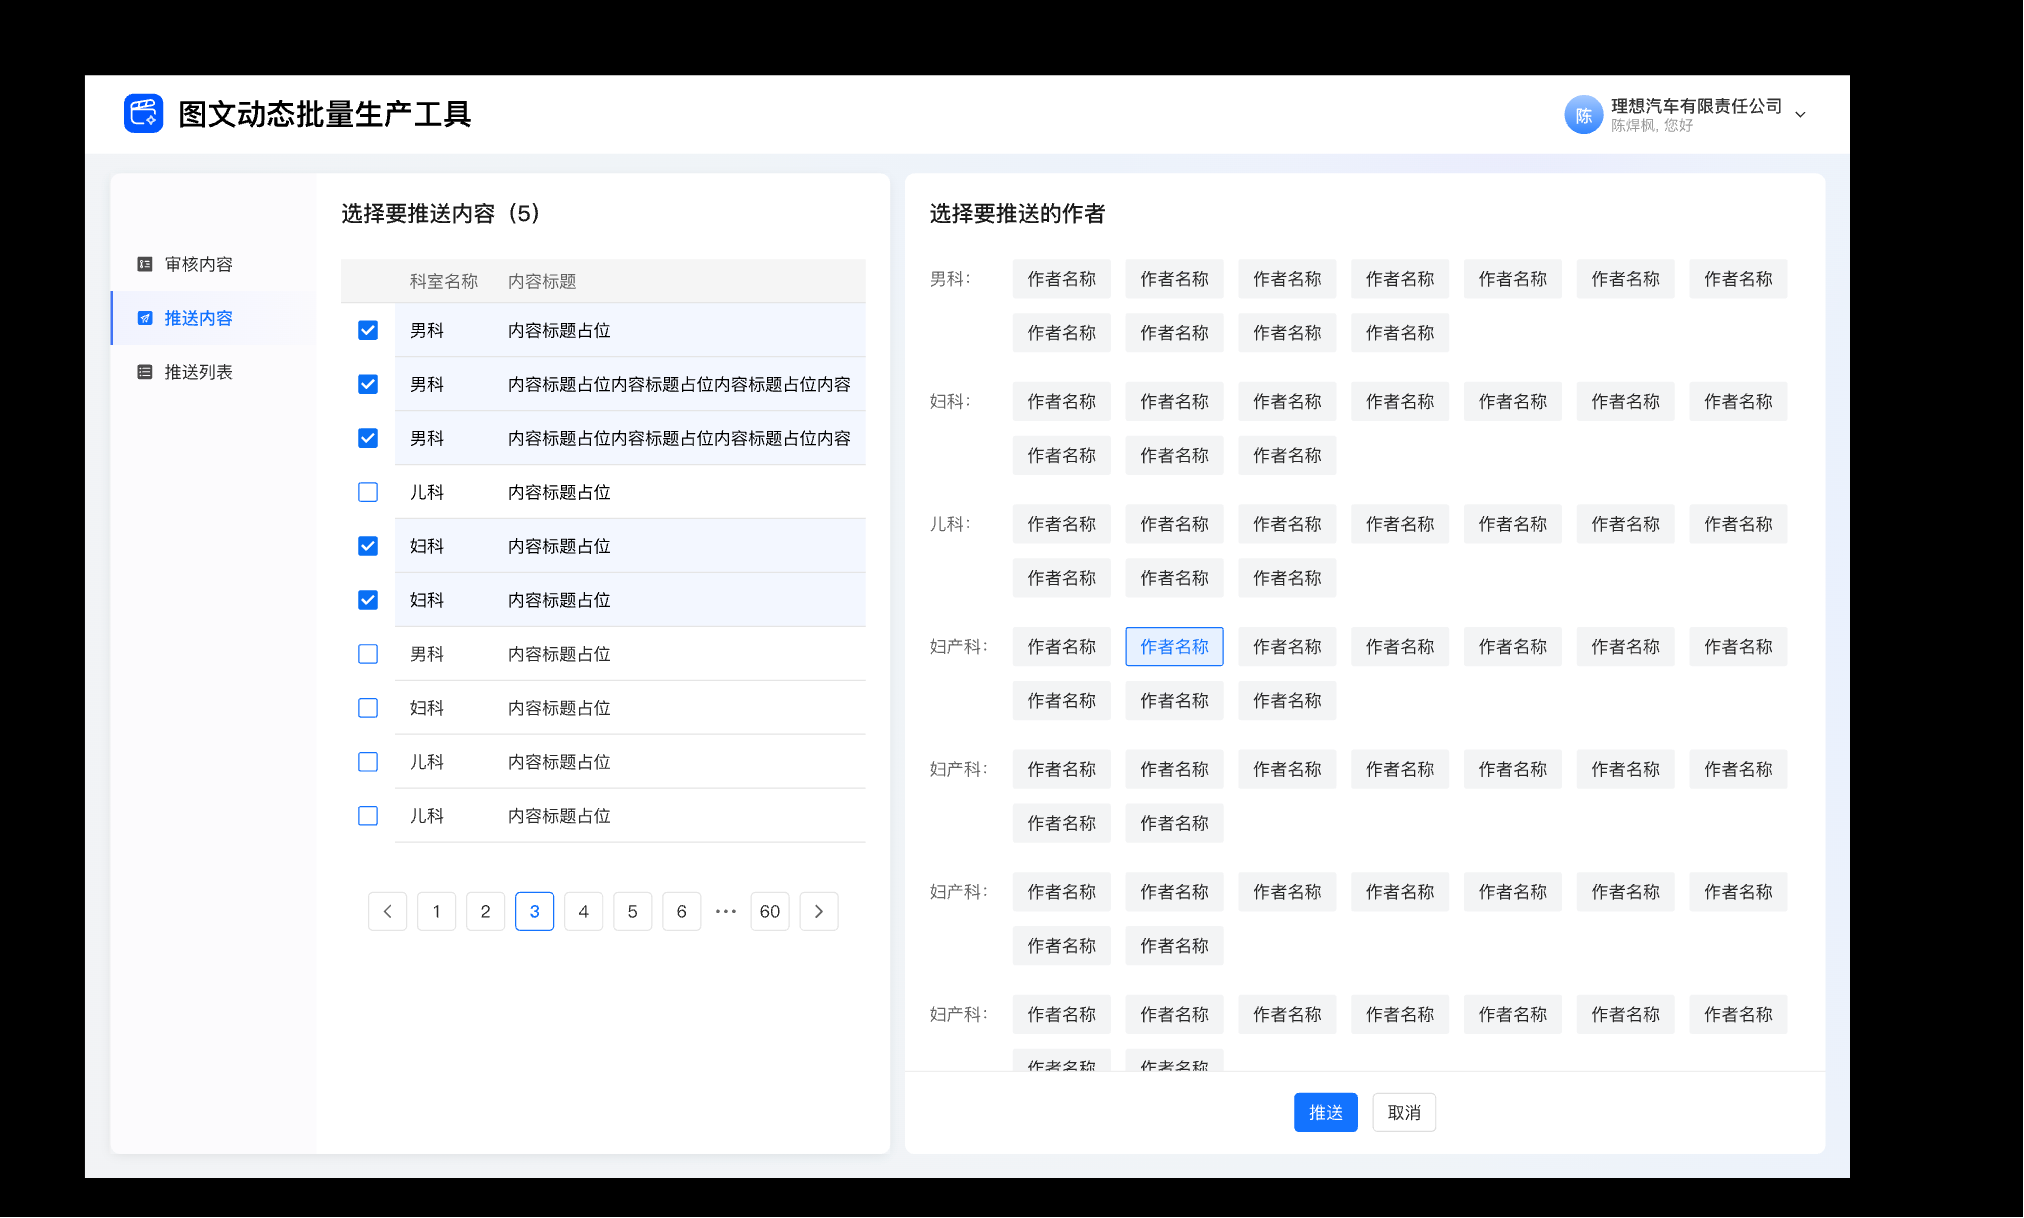 图文动态批量生产工具
陈
理想汽车有限责任公司
陈焊枫, 您好
审核内容
推送内容
推送列表
选择要推送内容（5）
科室名称 内容标题
男科 内容标题占位
男科 内容标题占位内容标题占位内容标题占位内容
男科 内容标题占位内容标题占位内容标题占位内容
儿科 内容标题占位
妇科 内容标题占位
妇科 内容标题占位
男科 内容标题占位
妇科 内容标题占位
儿科 内容标题占位
儿科 内容标题占位
1 2 3 4 5 6 ••• 60
选择要推送的作者
男科： 作者名称 作者名称 作者名称 作者名称 作者名称 作者名称 作者名称
作者名称 作者名称 作者名称 作者名称
妇科： 作者名称 作者名称 作者名称 作者名称 作者名称 作者名称 作者名称
作者名称 作者名称 作者名称
儿科： 作者名称 作者名称 作者名称 作者名称 作者名称 作者名称 作者名称
作者名称 作者名称 作者名称
妇产科： 作者名称 作者名称 作者名称 作者名称 作者名称 作者名称 作者名称
作者名称 作者名称 作者名称
妇产科： 作者名称 作者名称 作者名称 作者名称 作者名称 作者名称 作者名称
作者名称 作者名称
妇产科： 作者名称 作者名称 作者名称 作者名称 作者名称 作者名称 作者名称
作者名称 作者名称
妇产科： 作者名称 作者名称 作者名称 作者名称 作者名称 作者名称 作者名称
作者名称 作者名称
推送 取消